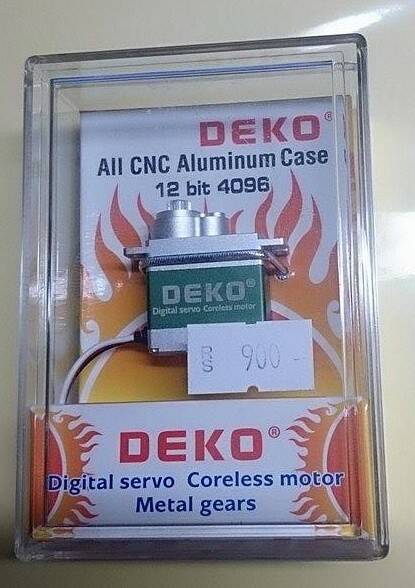 DEKO®
All CNC Aluminum Case
12 bit 4096
DEKO®
Digital servo Coreless motor
RS 900-
DEKO®
Digital servo Coreless motor
Metal gears